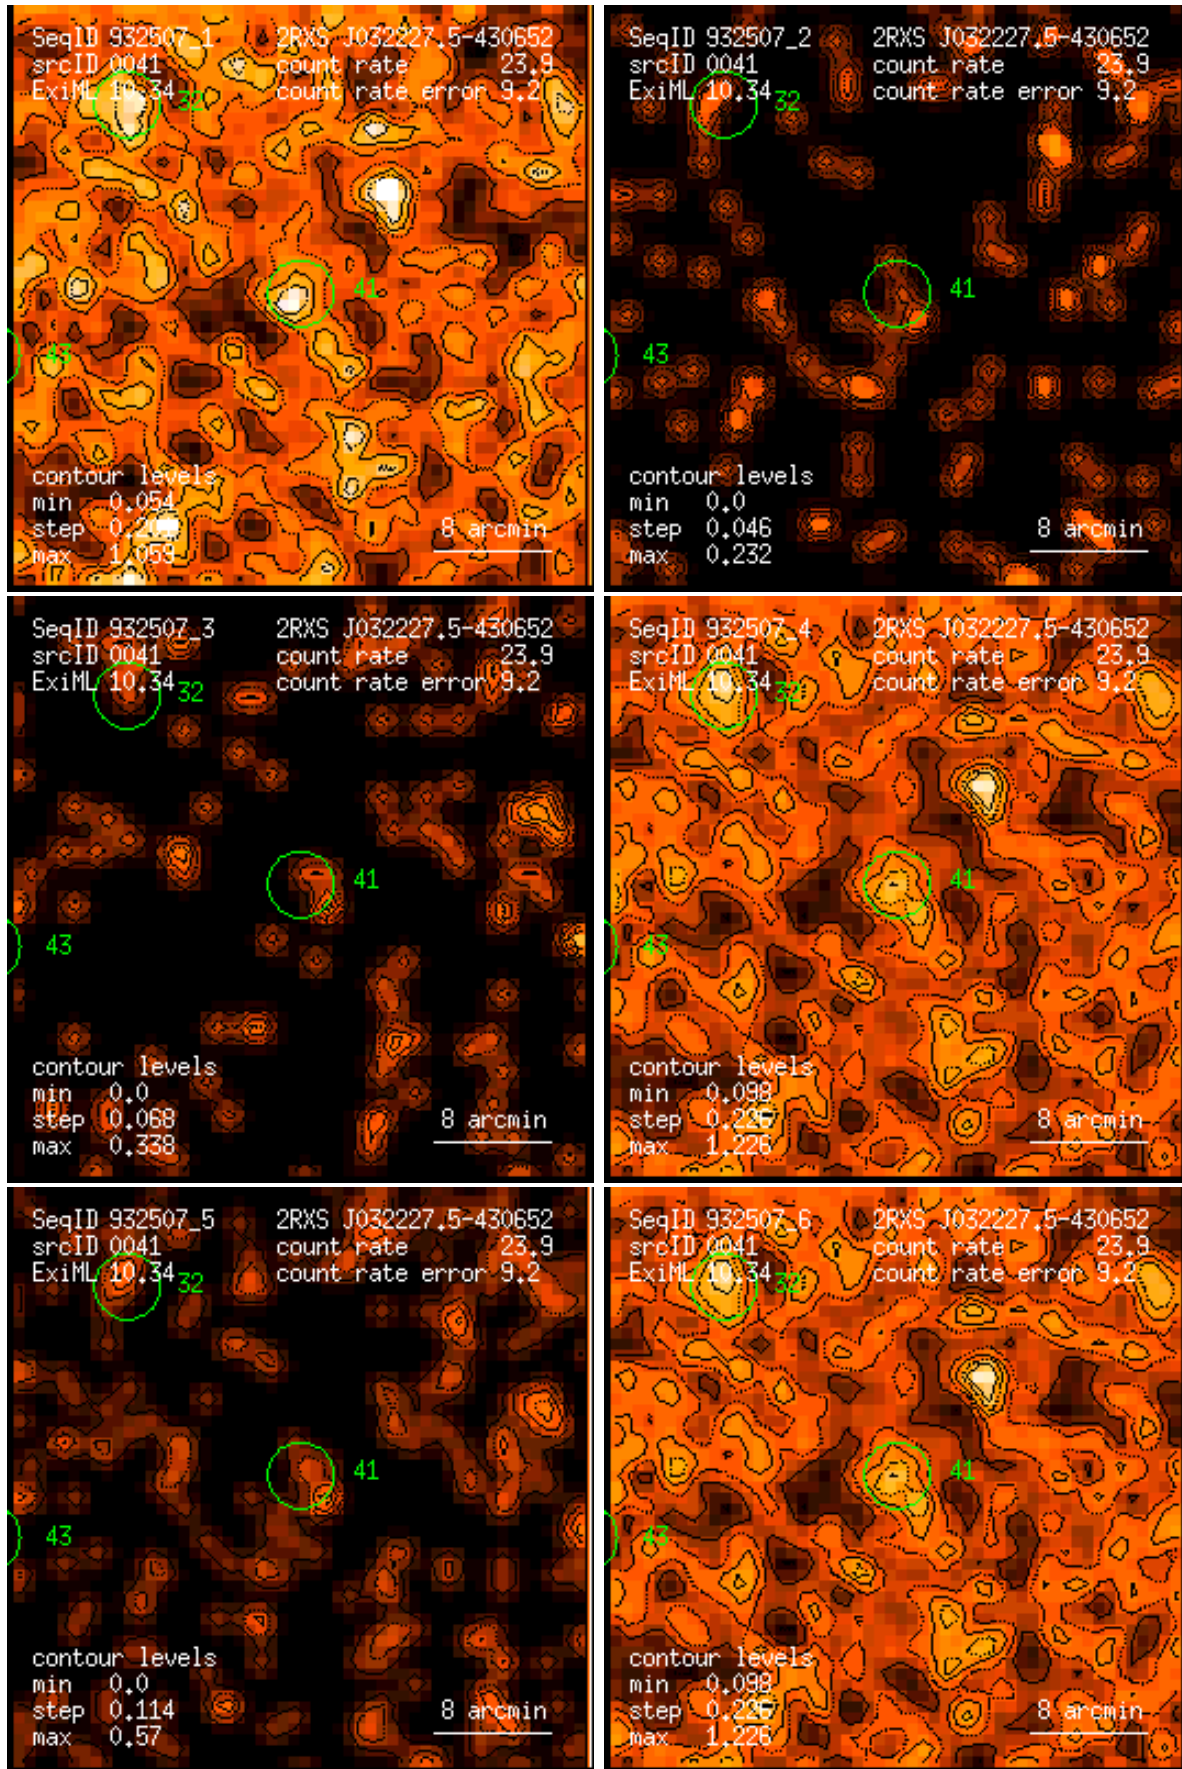 SeqID 932507_1 2RXS J032227.5-430652
srcID 0041 count rate 23.9
ExiML 10.34 32 count rate error 9.2
41
43
contour levels
min 0.054
step
max 1.059 8 arcmin
SeqID 932507_2 2RXS J032227.5-430652
srcID 0041 count rate 23.9
ExiML 10.34 32 count rate error 9.2
41
43
contour levels
min 0.0
step 0.046 8 arcmin
max 0.232
SeqID 932507_3 2RXS J032227.5-430652
srcID 0041 count rate 23.9
ExiML 10.34 32 count rate error 9.2
41
43
contour levels
min 0.0
step 0.068 8 arcmin
max 0.338
SeqID 932507_4 2RXS J032227.5-430652
srcID 0041 count rate 23.9
ExiML 10.34 32 count rate error 9.2
41
43
contour levels
min 0.098
step 0.226 8 arcmin
max 1.226
SeqID 932507_5 2RXS J032227.5-430652
srcID 0041 count rate 23.9
ExiML 10.34 32 count rate error 9.2
41
43
contour levels
min 0.0
step 0.114 8 arcmin
max 0.57
SeqID 932507_6 2RXS J032227.5-430652
srcID 0041 count rate 23.9
ExiML 10.34 32 count rate error 9.2
41
43
contour levels
min 0.098
step 0.226 8 arcmin
max 1.226